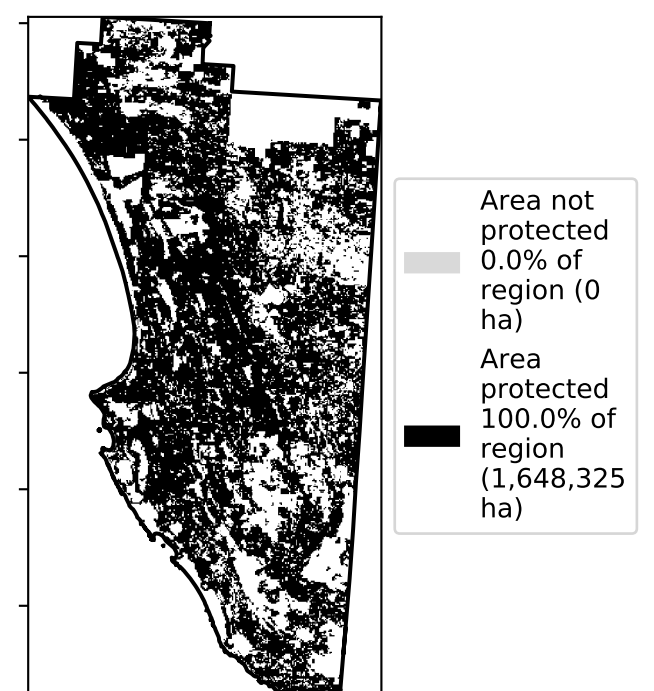 Area not
protected
0.0% of
region (0
ha)
Area
protected
100.0% of
region
(1,648,325
ha)